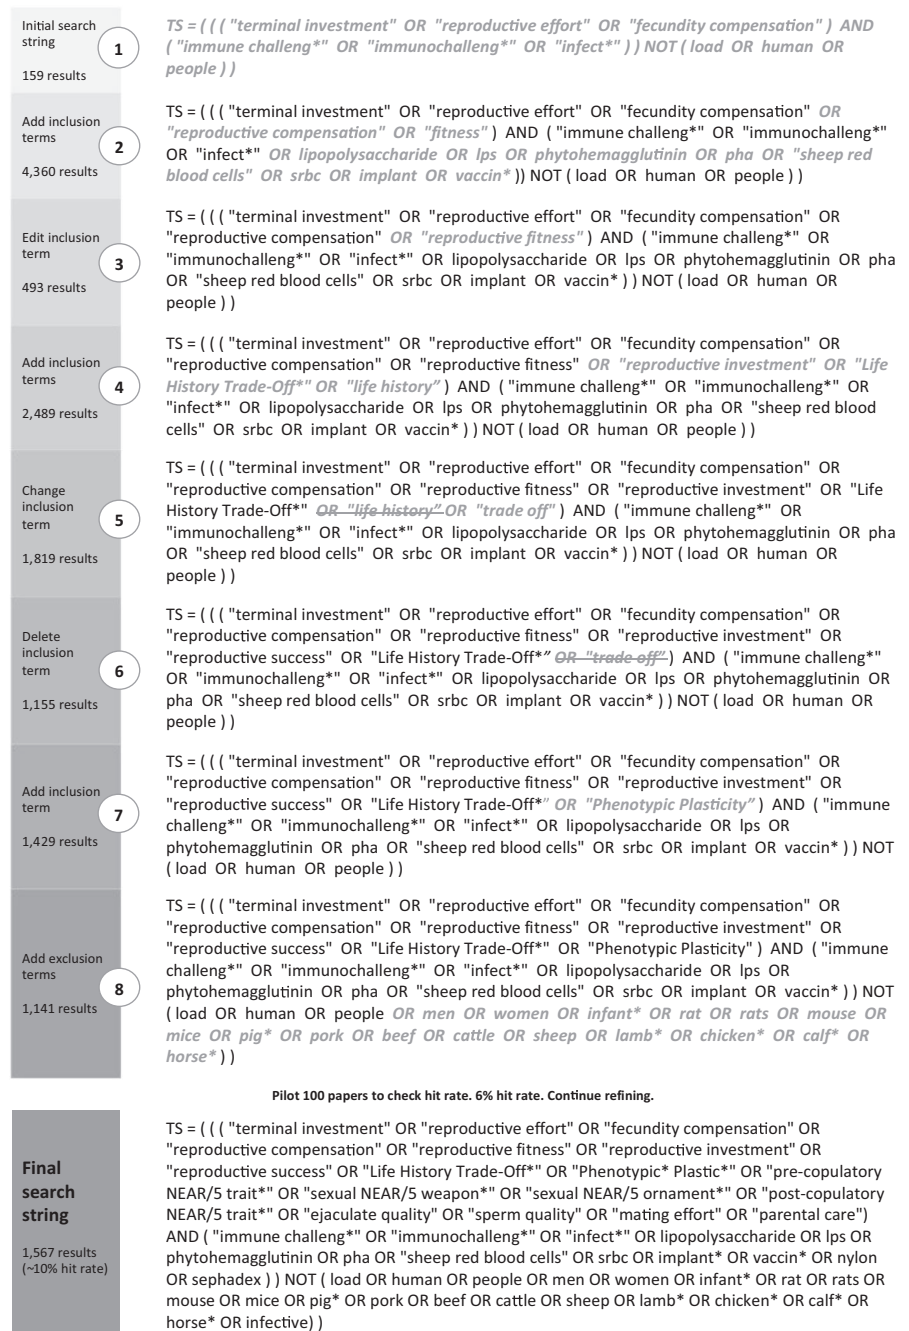 Initial search
string
159 results
1
TS = ( ( ( "terminal investment" OR "reproductive effort" OR "fecundity compensation" ) AND
( "immune challeng*" OR "immunochalleng*" OR "infect*" ) ) NOT ( load OR human OR
people ) )
Add inclusion
terms
4,360 results
2
TS = ( ( ( "terminal investment" OR "reproductive effort" OR "fecundity compensation" OR
"reproductive compensation" OR "fitness" ) AND ( "immune challeng*" OR "immunochalleng*"
OR "infect*" OR lipopolysaccharide OR lps OR phytohemagglutinin OR pha OR "sheep red
blood cells" OR srbc OR implant OR vaccin* )) NOT ( load OR human OR people ) )
Edit inclusion
term
493 results
3
TS = ( ( ( "terminal investment" OR "reproductive effort" OR "fecundity compensation" OR
"reproductive compensation" OR "reproductive fitness" ) AND ( "immune challeng*" OR
"immunochalleng*" OR "infect*" OR lipopolysaccharide OR lps OR phytohemagglutinin OR pha
OR "sheep red blood cells" OR srbc OR implant OR vaccin* ) ) NOT ( load OR human OR
people ) )
Add inclusion
terms
2,489 results
4
TS = ( ( ( "terminal investment" OR "reproductive effort" OR "fecundity compensation" OR
"reproductive compensation" OR "reproductive fitness" OR "reproductive investment" OR "Life
History Trade-Off*" OR "life history" ) AND ( "immune challeng*" OR "immunochalleng*" OR
"infect*" OR lipopolysaccharide OR lps OR phytohemagglutinin OR pha OR "sheep red blood
cells" OR srbc OR implant OR vaccin* ) ) NOT ( load OR human OR people ) )
Change
inclusion
term
1,819 results
5
TS = ( ( ( "terminal investment" OR "reproductive effort" OR "fecundity compensation" OR
"reproductive compensation" OR "reproductive fitness" OR "reproductive investment" OR "Life
History Trade-Off*" OR "life history" OR "trade off" ) AND ( "immune challeng*" OR
"immunochalleng*" OR "infect*" OR lipopolysaccharide OR lps OR phytohemagglutinin OR pha
OR "sheep red blood cells" OR srbc OR implant OR vaccin* ) ) NOT ( load OR human OR
people ) )
Delete
inclusion
term
1,155 results
6
TS = ( ( ( "terminal investment" OR "reproductive effort" OR "fecundity compensation" OR
"reproductive compensation" OR "reproductive fitness" OR "reproductive investment" OR
"reproductive success" OR "Life History Trade-Off*" OR "trade off" ) AND ( "immune challeng*"
OR "immunochalleng*" OR "infect*" OR lipopolysaccharide OR lps OR phytohemagglutinin OR
pha OR "sheep red blood cells" OR srbc OR implant OR vaccin* ) ) NOT ( load OR human OR
people ) )
Add inclusion
term
1,429 results
7
TS = ( ( ( "terminal investment" OR "reproductive effort" OR "fecundity compensation" OR
"reproductive compensation" OR "reproductive fitness" OR "reproductive investment" OR
"reproductive success" OR "Life History Trade-Off*" OR "Phenotypic Plasticity" ) AND ( "immune
challeng*" OR "immunochalleng*" OR "infect*" OR lipopolysaccharide OR lps OR
phytohemagglutinin OR pha OR "sheep red blood cells" OR srbc OR implant OR vaccin* ) ) NOT
( load OR human OR people ) )
Add exclusion
terms
1,141 results
8
TS = ( ( ( "terminal investment" OR "reproductive effort" OR "fecundity compensation" OR
"reproductive compensation" OR "reproductive fitness" OR "reproductive investment" OR
"reproductive success" OR "Life History Trade-Off*" OR "Phenotypic Plasticity" ) AND ( "immune
challeng*" OR "immunochalleng*" OR "infect*" OR lipopolysaccharide OR lps OR
phytohemagglutinin OR pha OR "sheep red blood cells" OR srbc OR implant OR vaccin* ) ) NOT
( load OR human OR people OR men OR women OR infant* OR rat OR rats OR mouse OR
mice OR pig* OR pork OR beef OR cattle OR sheep OR lamb* OR chicken* OR calf* OR
horse* ) )
Pilot 100 papers to check hit rate. 6% hit rate. Continue refining.
Final
search
string
1,567 results
(~10% hit rate)
TS = ( ( ( "terminal investment" OR "reproductive effort" OR "fecundity compensation" OR
"reproductive compensation" OR "reproductive fitness" OR "reproductive investment" OR
"reproductive success" OR "Life History Trade-Off*" OR "Phenotypic* Plastic*" OR "pre-copulatory
NEAR/5 trait*" OR "sexual NEAR/5 weapon*" OR "sexual NEAR/5 ornament*" OR "post-copulatory
NEAR/5 trait*" OR "ejaculate quality" OR "sperm quality" OR "mating effort" OR "parental care")
AND ( "immune challeng*" OR "immunochalleng*" OR "infect*" OR lipopolysaccharide OR lps OR
phytohemagglutinin OR pha OR "sheep red blood cells" OR srbc OR implant* OR vaccin* OR nylon
OR sephadex ) ) NOT ( load OR human OR people OR men OR women OR infant* OR rat OR rats OR
mouse OR mice OR pig* OR pork OR beef OR cattle OR sheep OR lamb* OR chicken* OR calf* OR
horse* OR infective) )